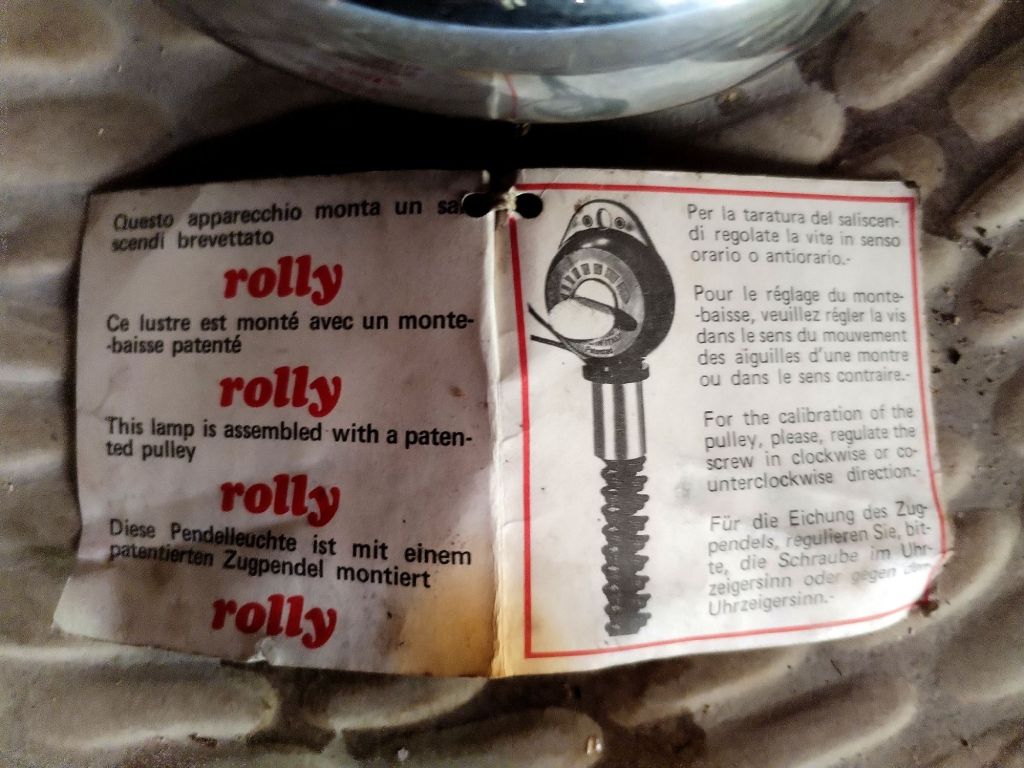 Questo apparecchio monta un sa
scendi brevettato
rolly
Ce lustre est monté avec un monte-
-baisse patenté
rolly
This lamp is assembled with a paten-
ted pulley
rolly
Diese Pendelleuchte ist mit einem
patentierten Zugpendel montiert
rolly
Per la taratura del saliscen-
di regolate la vite in senso
orario o antiorario.-
Pour le réglage du monte-
-baisse, veuillez régler la vis
dans le sens du mouvement
des aiguilles d'une montre
ou dans le sens contraire.-
For the calibration of the
pulley, please, regulate the
screw in clockwise or co-
unterclockwise direction.-
Für die Eichung des Zug-
pendels, regulieren Sie, bit-
te, die Schraube im Uhr-
zeigersinn oder gegen den
Uhrzeigersinn.-